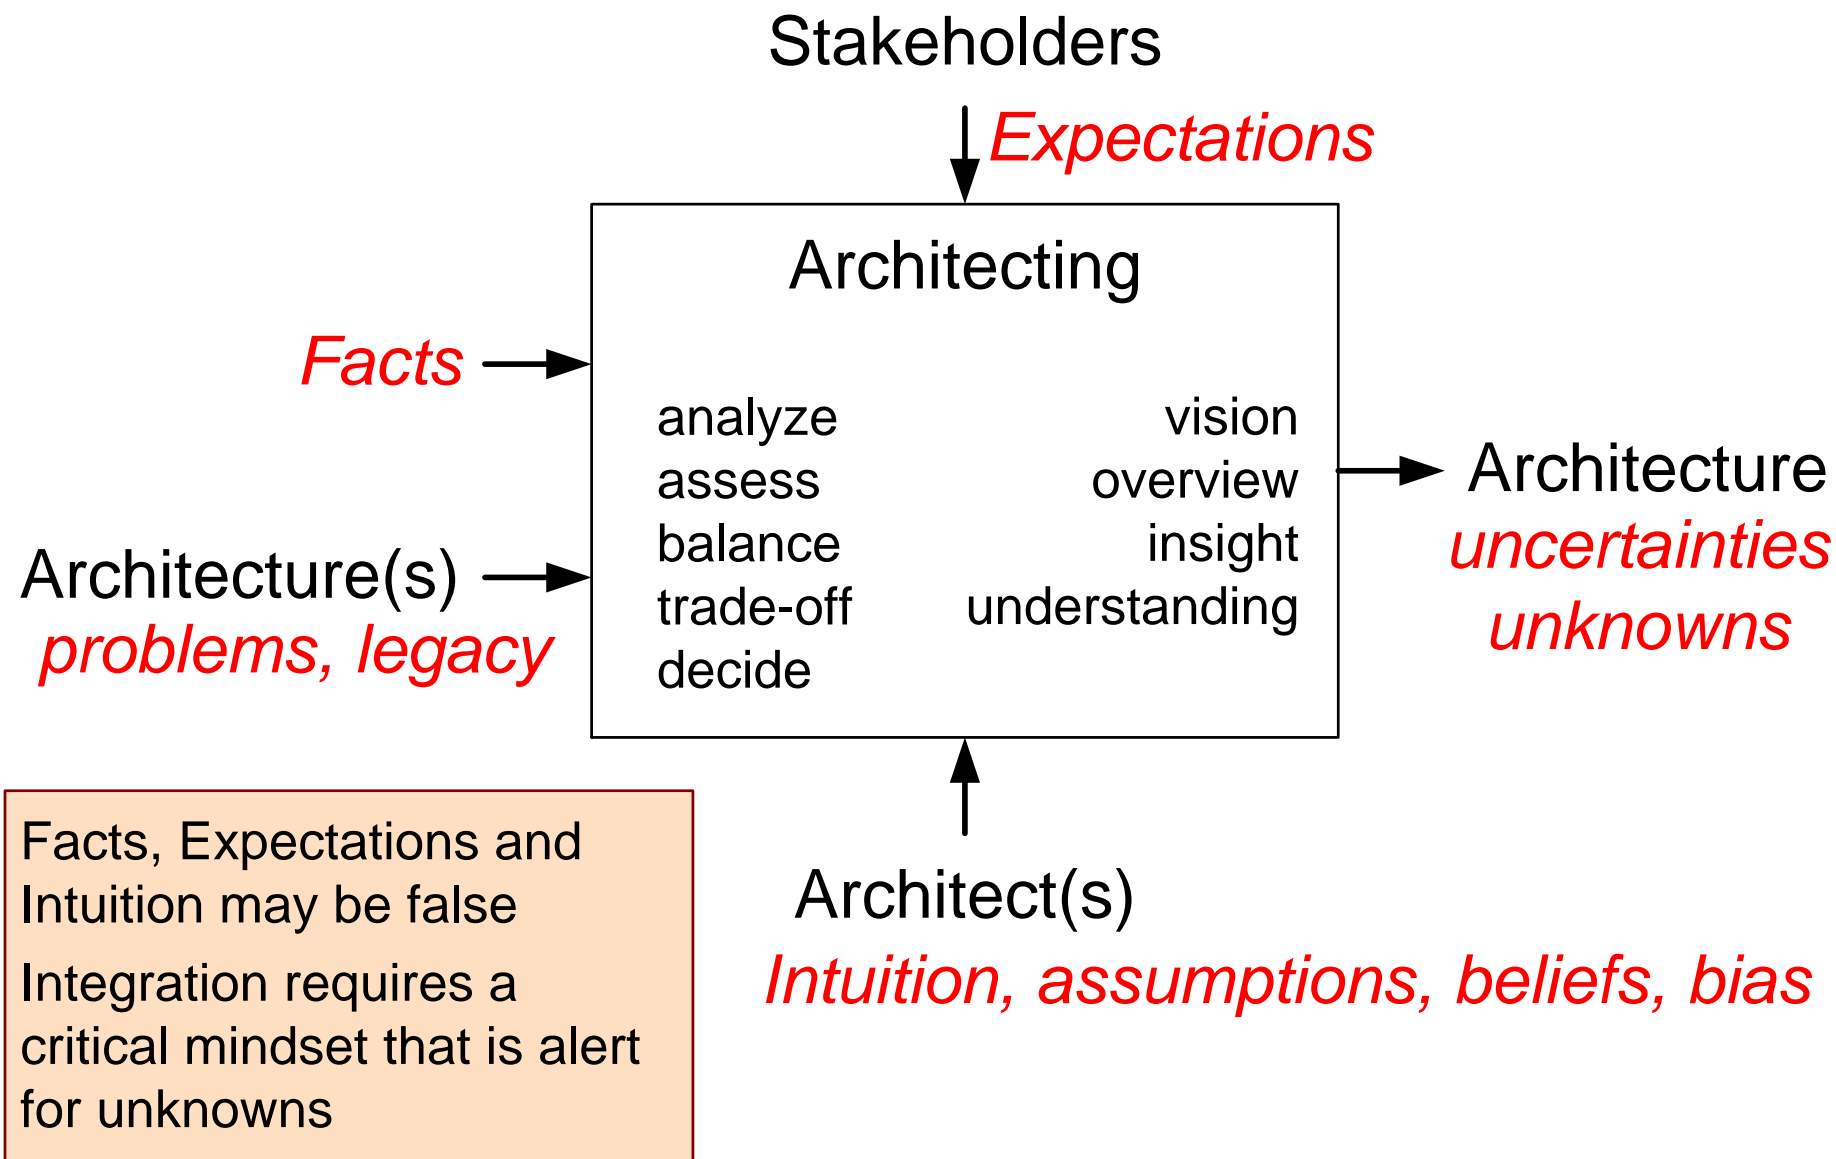 Stakeholders
Expectations
Architecting
Facts
analyze
assess
balance
trade-off
decide
vision
overview
insight
understanding
Architecture(s)
problems, legacy
Architecture
uncertainties
unknowns
Architect(s)
Intuition, assumptions, beliefs, bias
Facts, Expectations and
Intuition may be false
Integration requires a
critical mindset that is alert
for unknowns